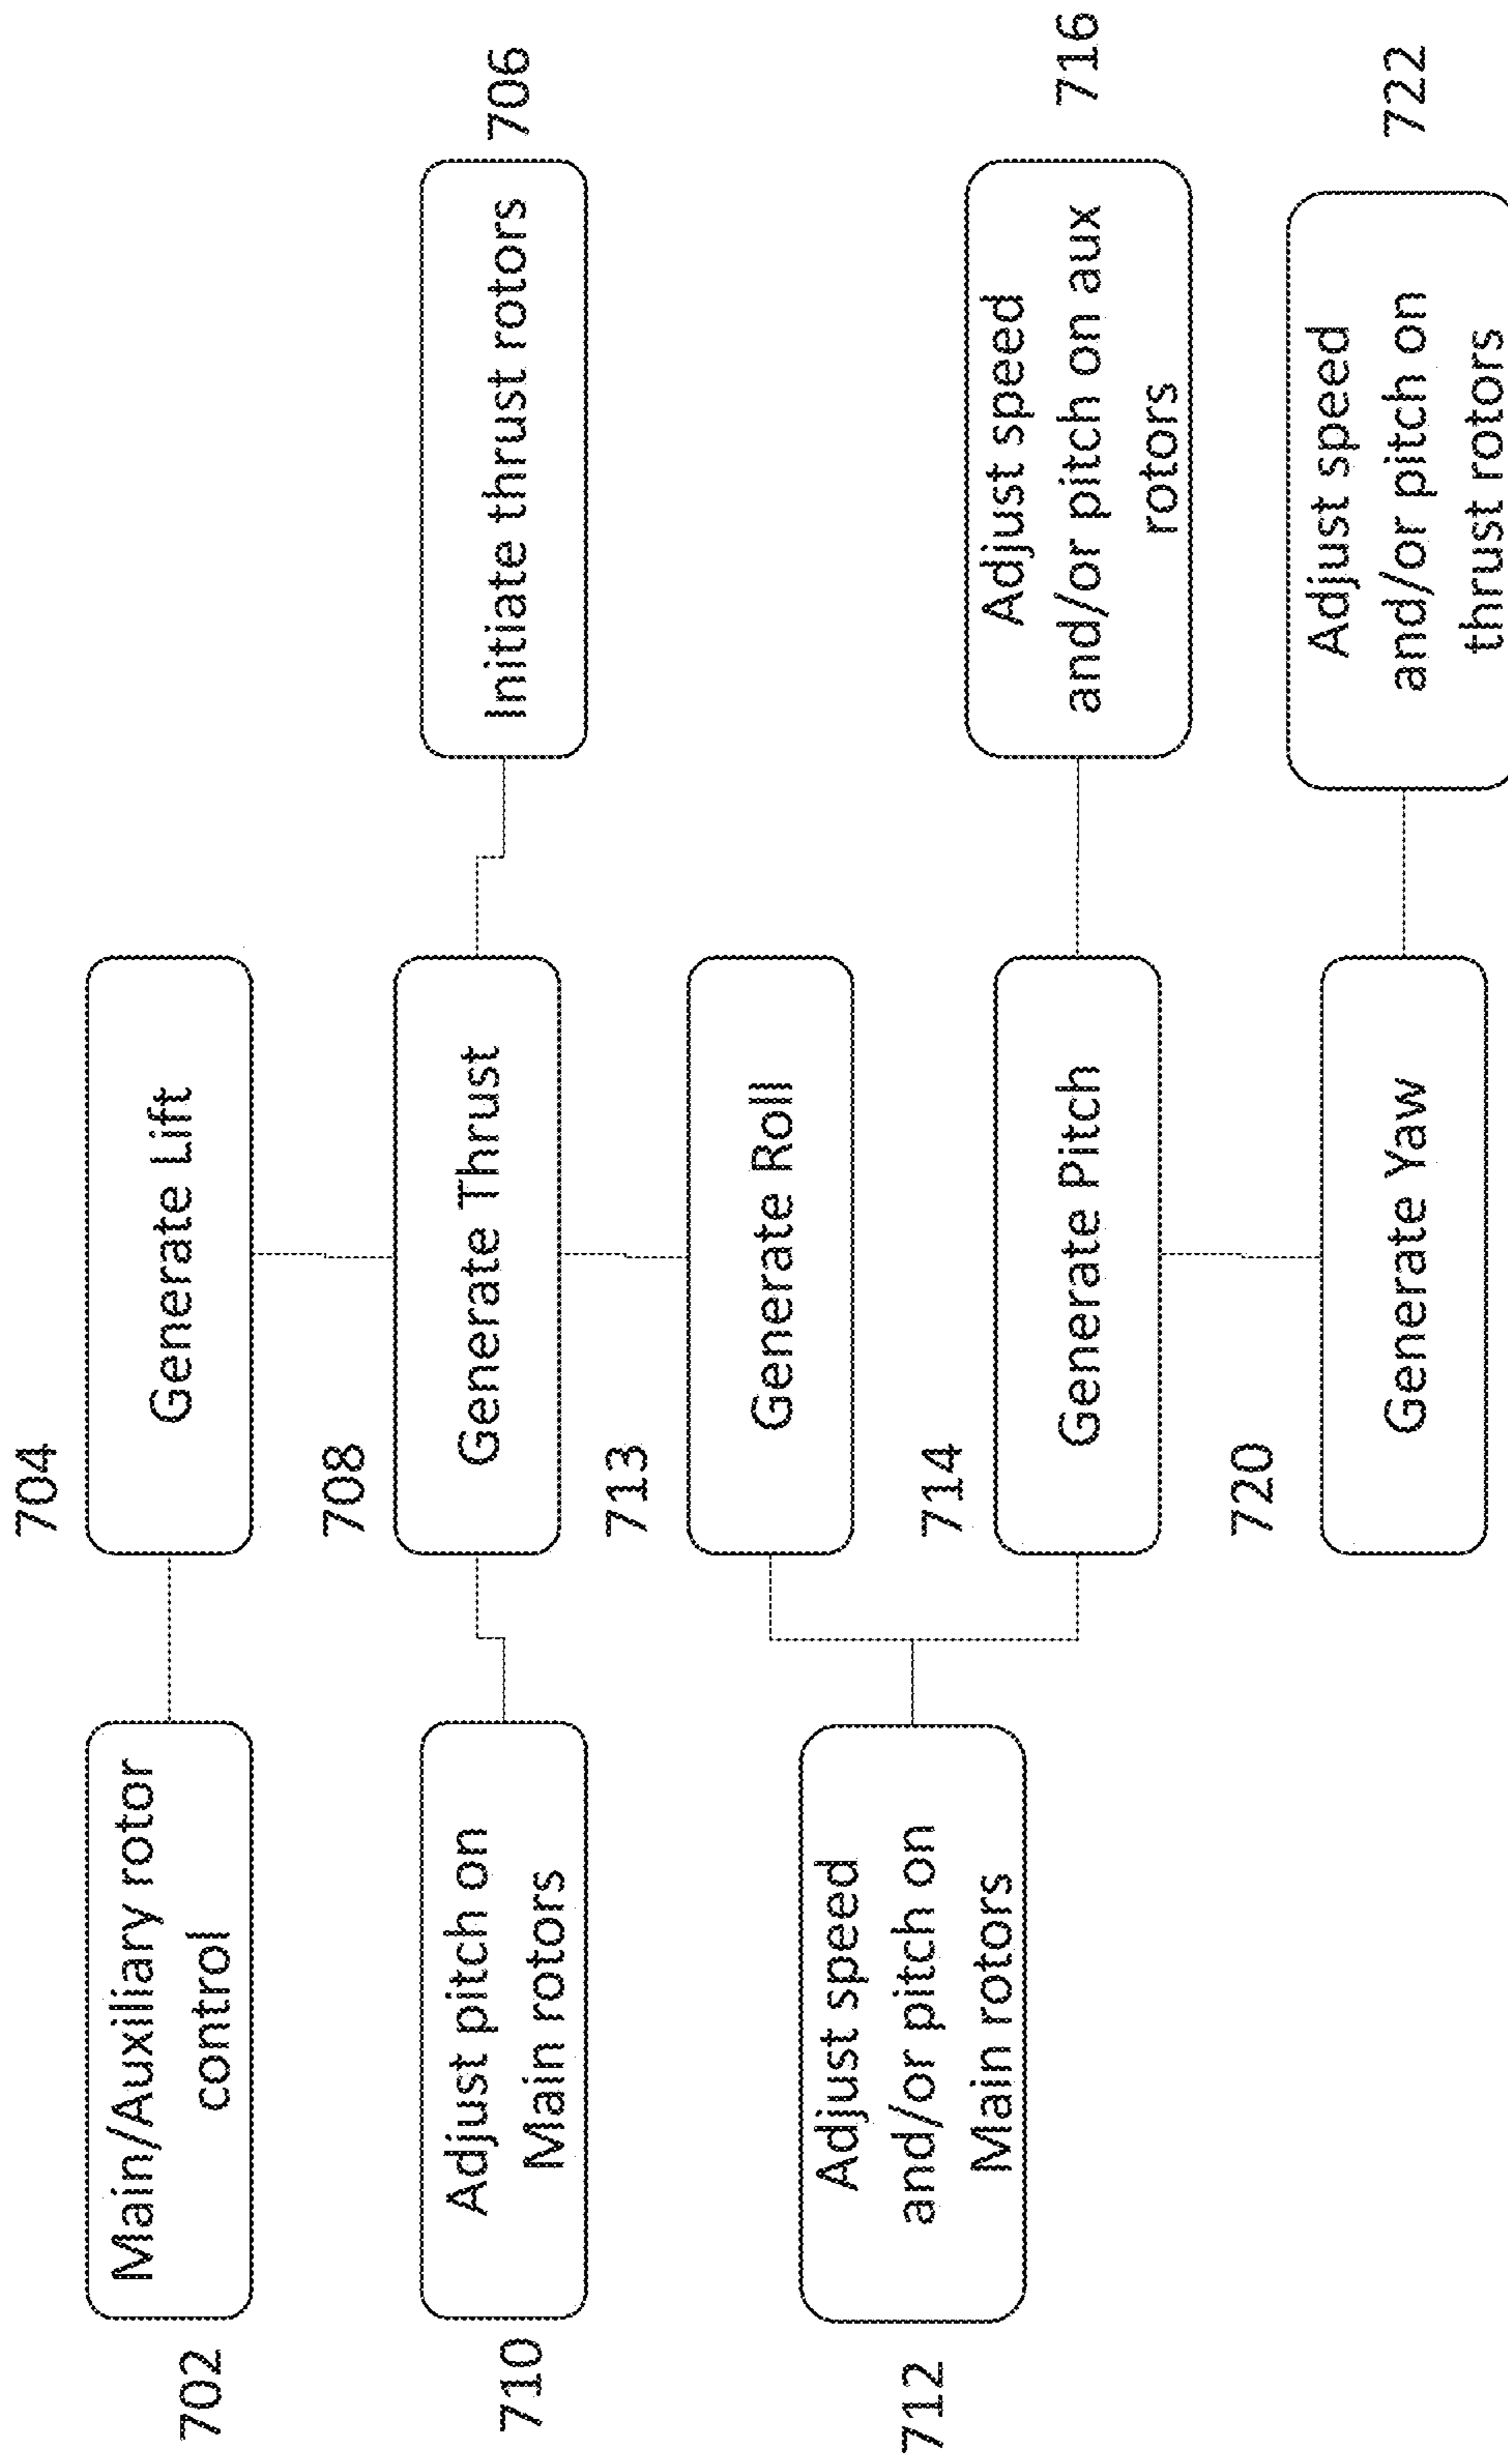 704
Main/Auxiliary rotor
control
Generate Lift
702
708
706
Adjust pitch on
Main rotors
Generate Thrust
Initiate thrust rotors
710
713
Generate Roll
Adjust speed
and/or pitch on
Main rotors
712
714
Generate Pitch
Adjust speed
and/or pitch on aux
rotors
716
720
Generate Yaw
Adjust speed
and/or pitch on
thrust rotors
722